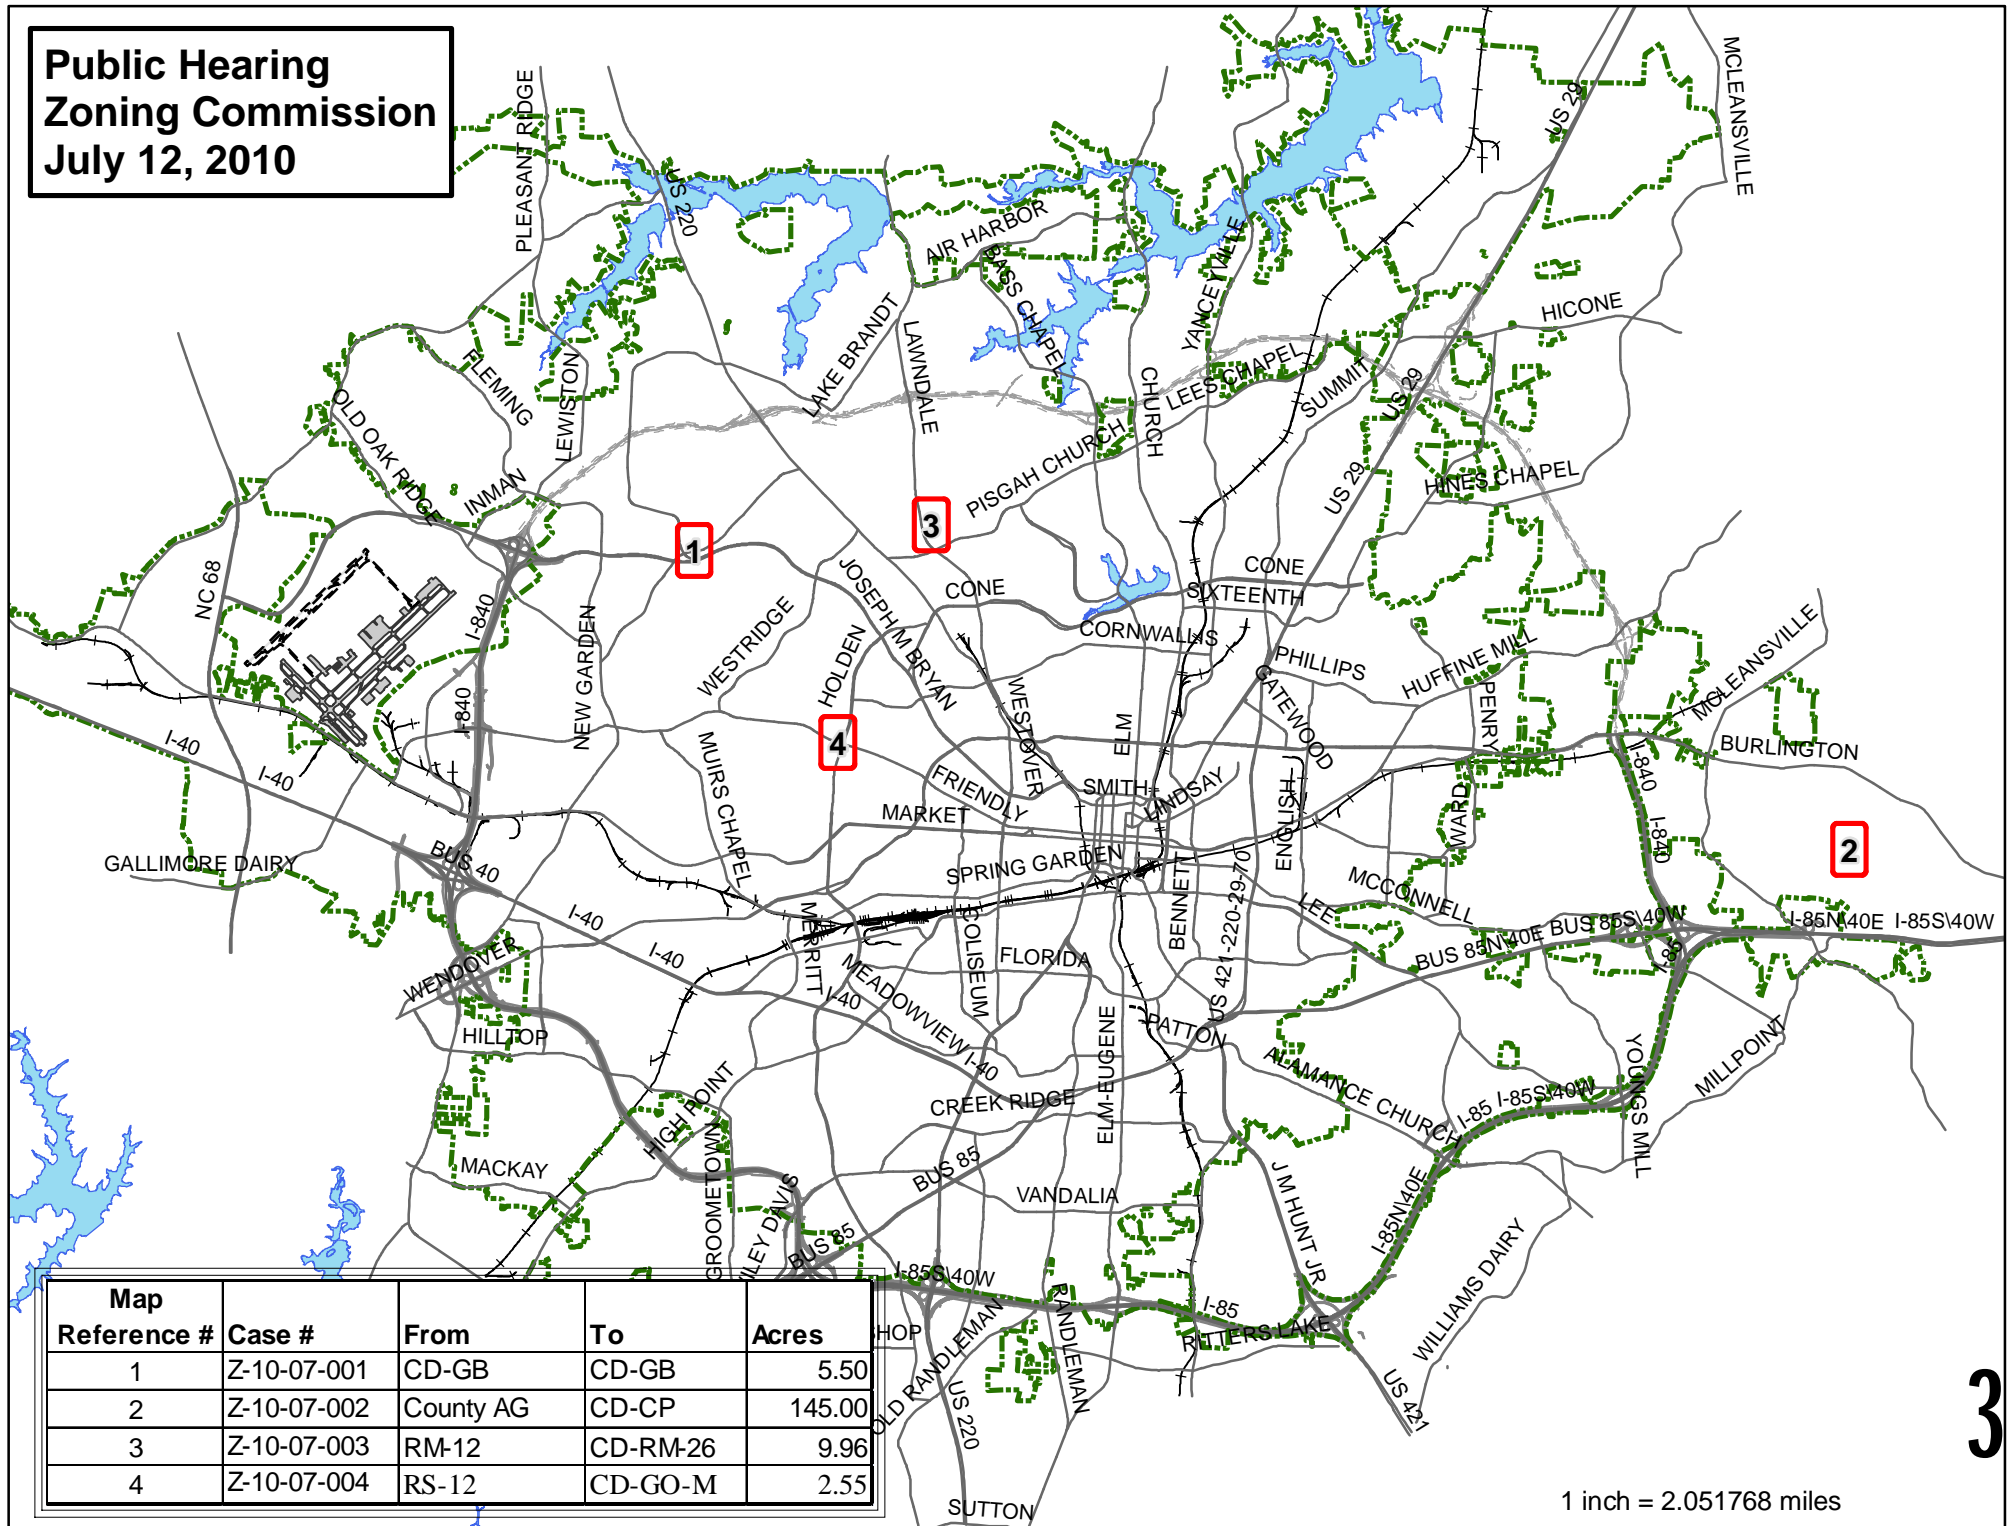 Public Hearing
Zoning Commission
July 12, 2010
PLEASANT RIDGE
US 220
AIR HARBOR
BASS CHAPEL
YANCEYVILLE
US 29
MCLEANSVILLE
HICONE
LAKE BRANDT
LAWNDALE
CHURCH
LEES CHAPEL
SUMMIT
US 29
FLEMING
LEWISTON
OLD OAK RIDGE
INMAN
PISGAH CHURCH
US 29
HINES CHAPEL
1
3
NC 68
I-840
NEW GARDEN
WESTRIDGE
JOSEPH M BRYAN
HOLDEN
CONE
CONE
SIXTEENTH
CORNWALLIS
PHILLIPS
GATEWOOD
HUFFINE MILL
PENRY
MCLEANSVILLE
BURLINGTON
I-840
I-40
I-40
4
MUIRS CHAPEL
WESTOVER
ELM
FRIENDLY
SMITH
LINDSAY
MARKET
ENGLISH
WARD
I-840
I-840
2
GALLIMORE DAIRY
BUS 40
SPRING GARDEN
BENNETT
MCCONNELL
LEE
I-40
I-40
MERRITT
COLISEUM
FLORIDA
US 421-220-29-70
BUS 85N\40E
BUS 85S\40W
I-85N\40E
I-85S\40W
I-85
WENDOVER
HILLTOP
I-40
MEADOWVIEW
I-40
PATTON
ALAMANCE CHURCH
ELM-EUGENE
CREEK RIDGE
I-85
I-85S\40W
YOUNGS MILL
MILLPOINT
HIGH POINT
MACKAY
GROOMETOWN
WILEY DAVIS
BUS 85
BUS 85
VANDALIA
J M HUNT JR
I-85N\40E
WILLIAMS DAIRY
I-85S\40W
I-85
RITTERS LAKE
RANDLEMAN
OLD RANDLEMAN
SHOP
US 220
US 421
SUTTON
Map
Reference # Case # From To Acres
1 Z-10-07-001 CD-GB CD-GB 5.50
2 Z-10-07-002 County AG CD-CP 145.00
3 Z-10-07-003 RM-12 CD-RM-26 9.96
4 Z-10-07-004 RS-12 CD-GO-M 2.55
3
1 inch = 2.051768 miles